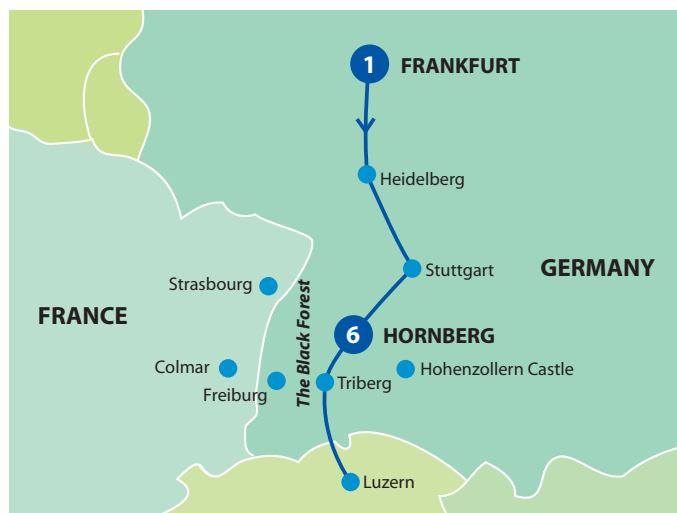 1 FRANKFURT
Heidelberg
Stuttgart
GERMANY
Strasbourg
FRANCE
The Black Forest
6 HORNBERG
Colmar
Hohenzollern Castle
Freiburg
Triberg
Luzern